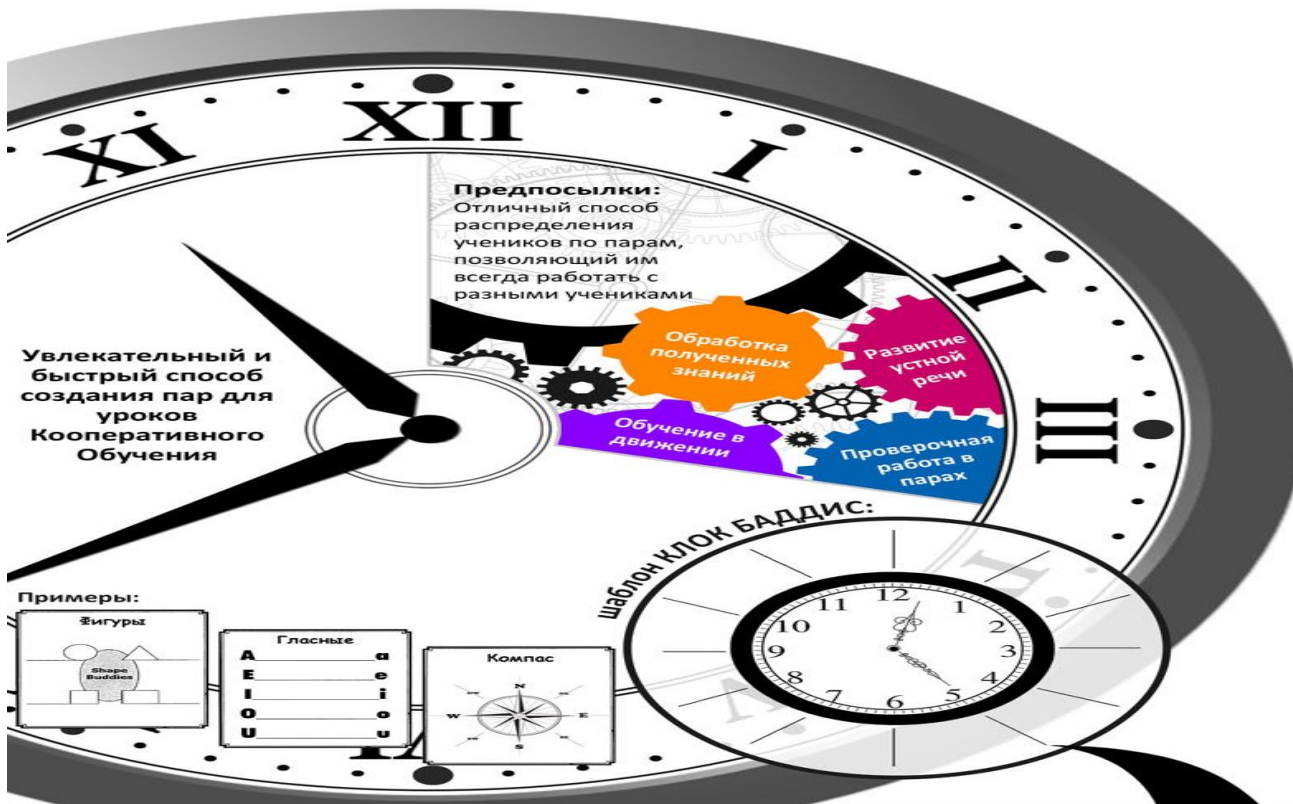 XI
XII
I
II
III
Предпосылки:
Отличный способ
распределения
учеников по парам,
позволяющий им
всегда работать с
разными учениками
Обработка
полученных
знаний
Развитие
устной
речи
Обучение в
движении
Проверочная
работа в
парах
Увлекательный и
быстрый способ
создания пар для
уроков
Кооперативного
Обучения
шаблон КЛОК БАДДИС:
12
1
2
3
4
5
6
7
8
9
10
11
Примеры:
Фигуры
Shape
Buddies
Гласные
A a
E e
I i
O o
U u
Компас
N
W E
S